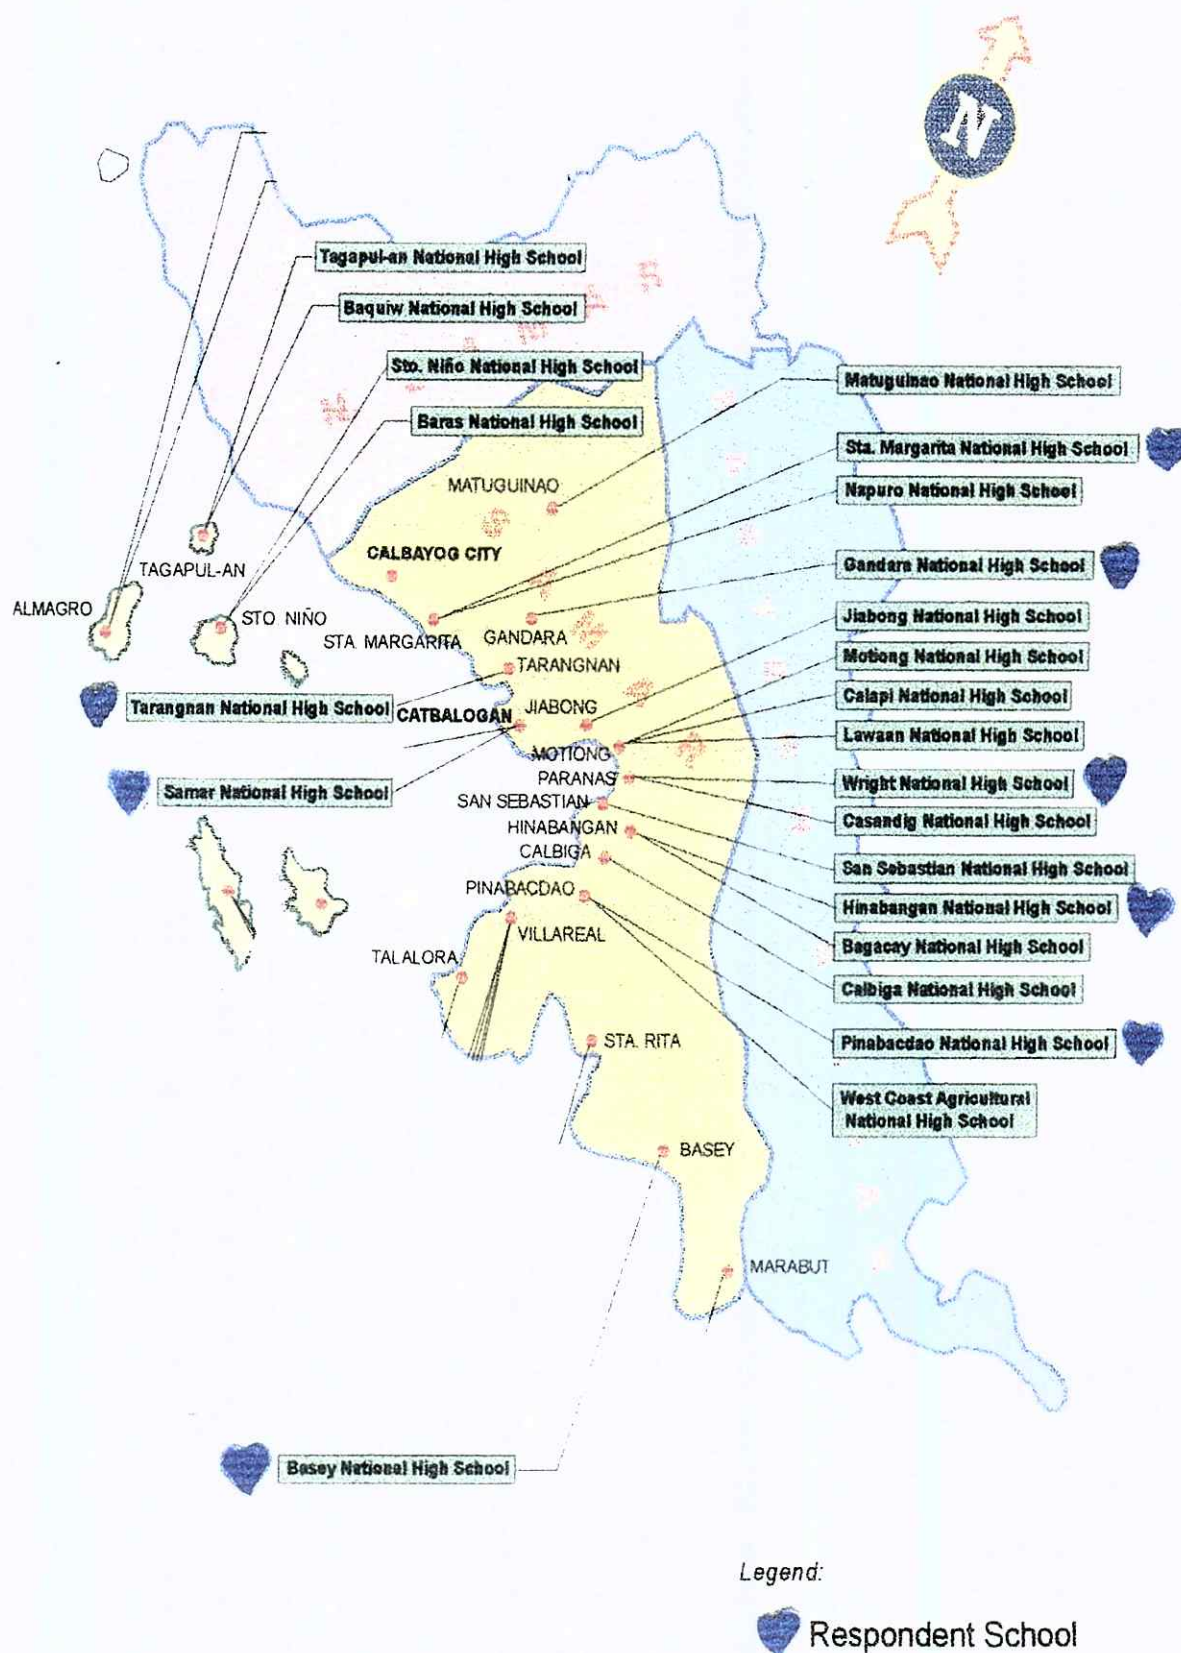 N
Tagapul-an National High School
Baquiw National High School
Sto. Niño National High School
Baras National High School
Matuguinao National High School
Sta. Margarita National High School
Napuro National High School
Gandara National High School
Jiabong National High School
Motiong National High School
Calapi National High School
Lawaan National High School
Wright National High School
Casandig National High School
San Sebastian National High School
Hinabangan National High School
Bagacay National High School
Calbiga National High School
Pinabacdao National High School
West Coast Agricultural
National High School
MATUGUINAO
CALBAYOG CITY
TAGAPUL-AN
ALMAGRO
STO NIÑO
STA. MARGARITA
GANDARA
TARANGNAN
Tarangnan National High School
JIABONG
CATBALOGAN
MOTIONG
PARANAS
Samar National High School
SAN SEBASTIAN
HINABANGAN
CALBIGA
PINABACDAO
VILLAREAL
TALALORA
STA. RITA
BASEY
MARABUT
Basey National High School
Legend:
Respondent School